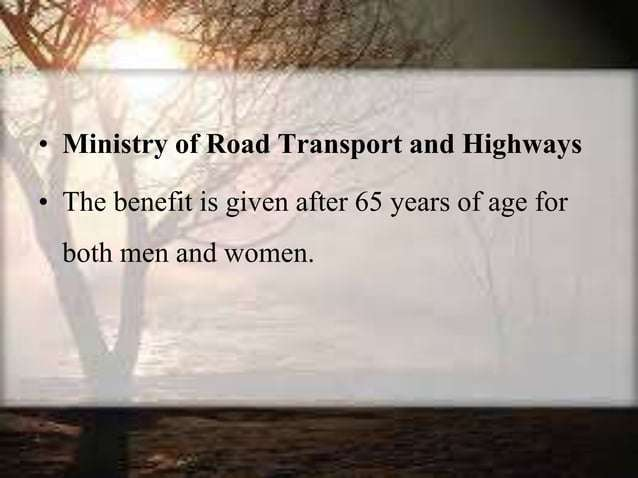 • Ministry of Road Transport and Highways
• The benefit is given after 65 years of age for
both men and women.